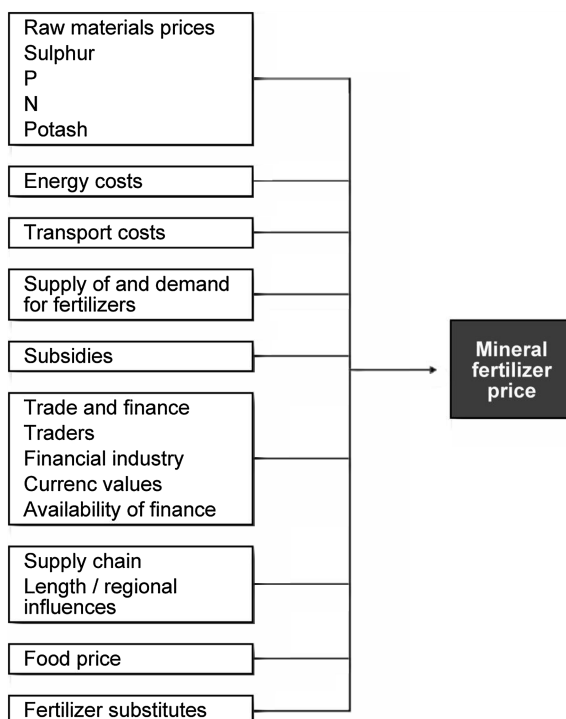 Raw materials prices
Sulphur
P
N
Potash
Energy costs
Transport costs
Supply of and demand
for fertilizers
Subsidies
Trade and finance
Traders
Financial industry
Currenc values
Availability of finance
Supply chain
Length / regional
influences
Food price
Fertilizer substitutes
Mineral
fertilizer
price